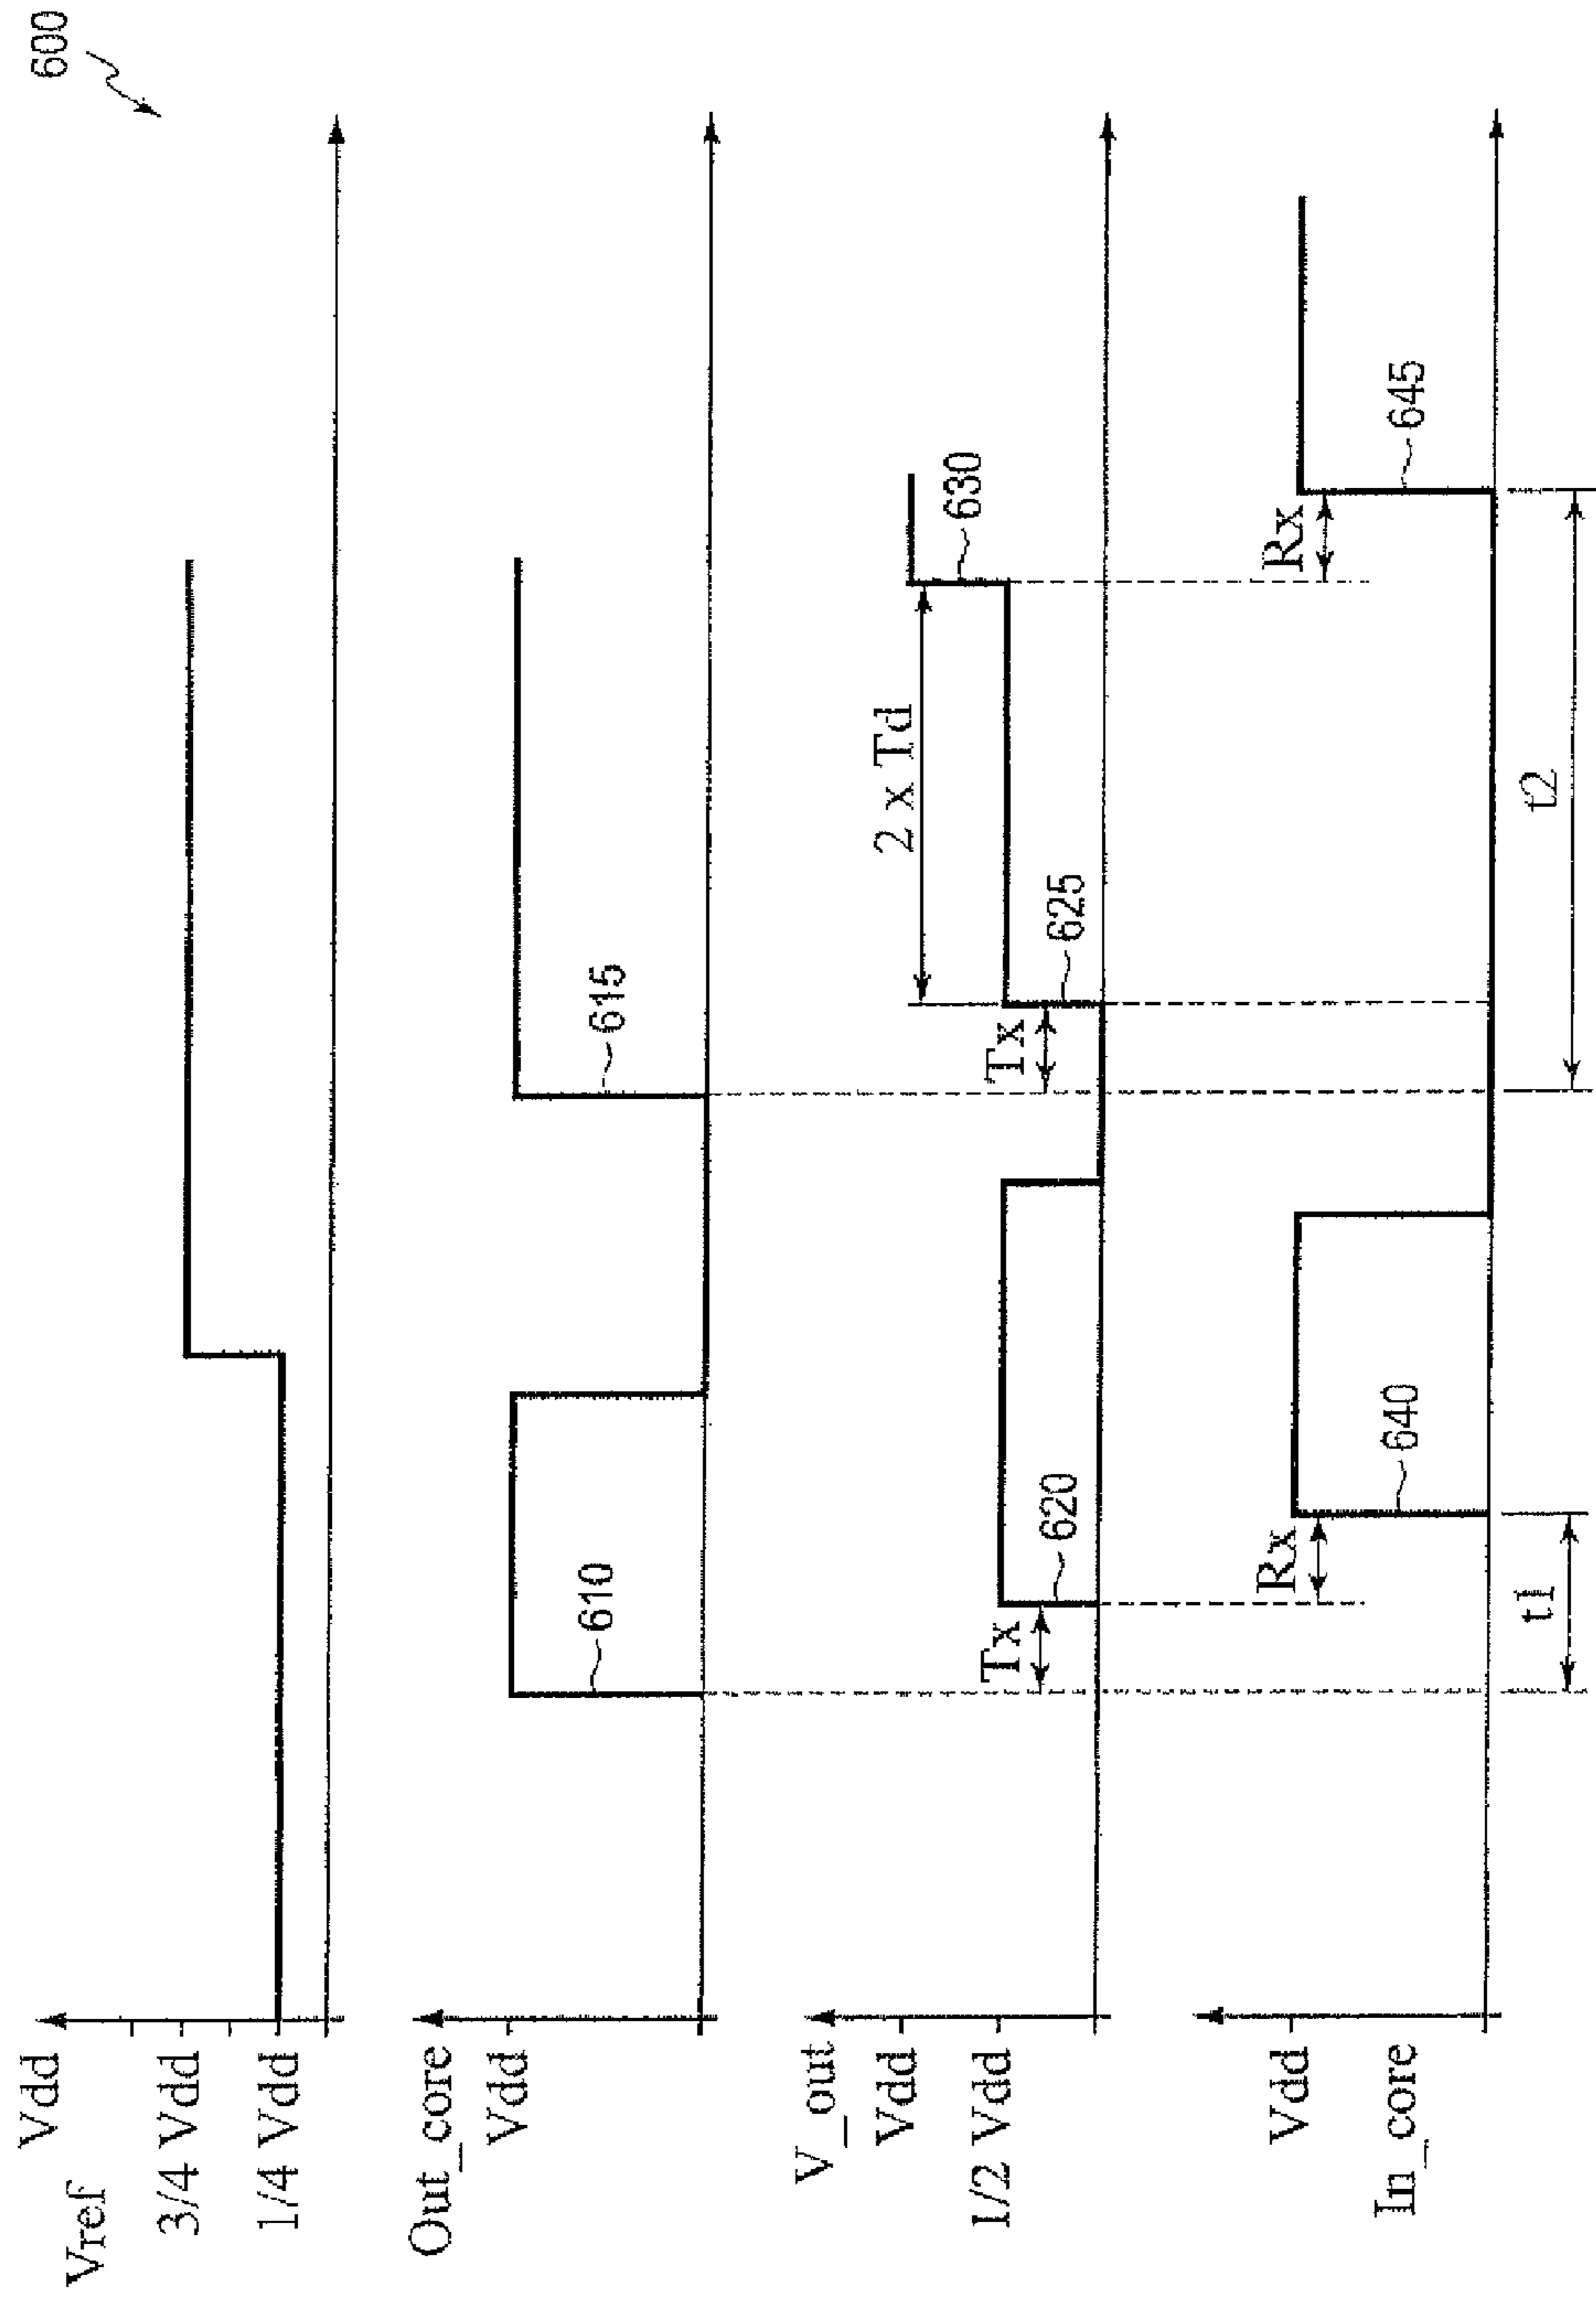 600
Vdd
Vref
3/4 Vdd
1/4 Vdd
Out_core
Vdd
610
615
V_out
Vdd
1/2 Vdd
Tx
620
Tx
625
2 x Td
630
Vdd
In_core
Rx
640
Rx
645
t1
t2